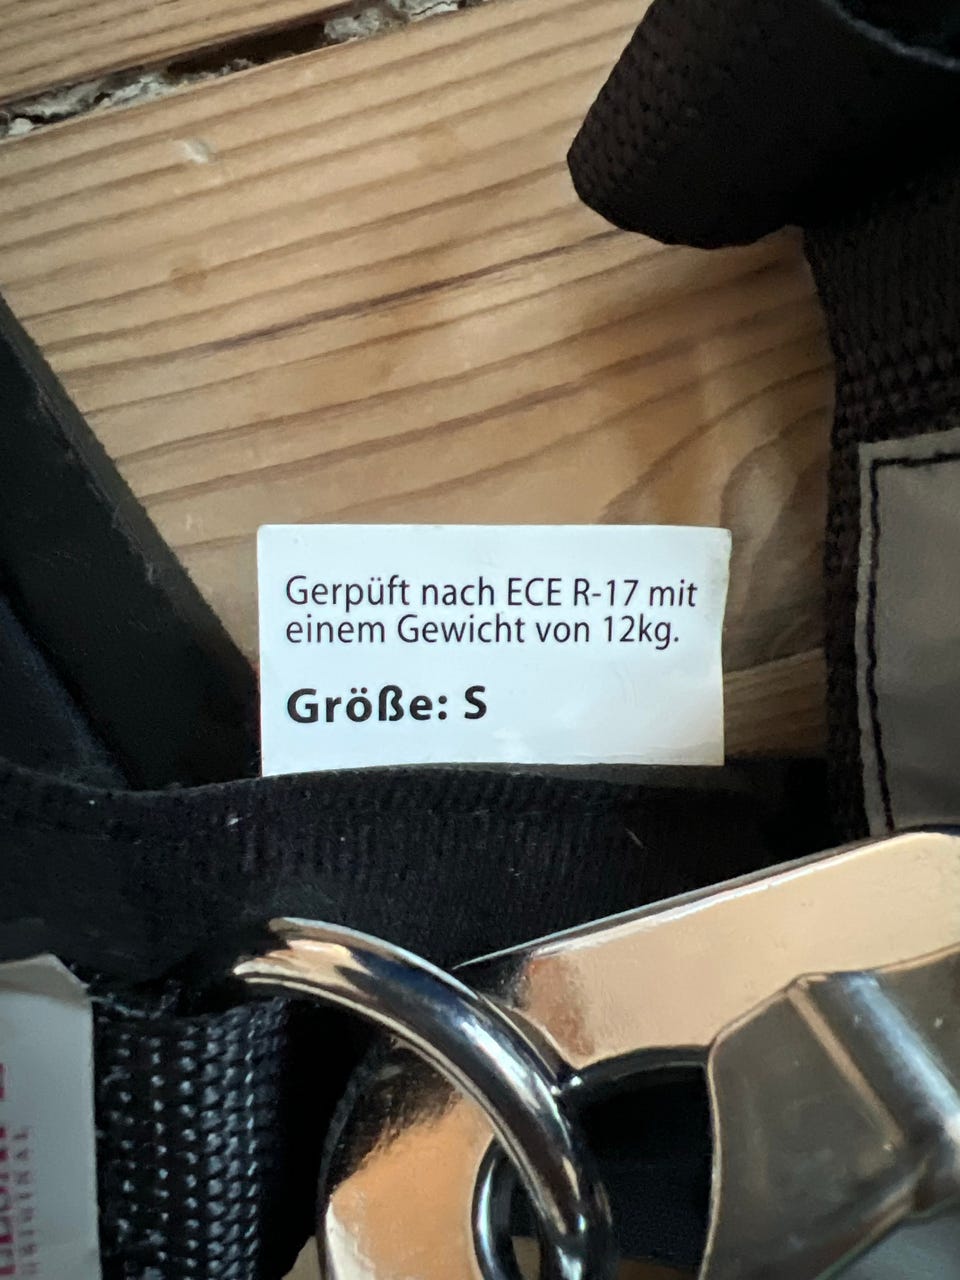 Gerpüft nach ECE R-17 mit
einem Gewicht von 12kg.
Größe: S